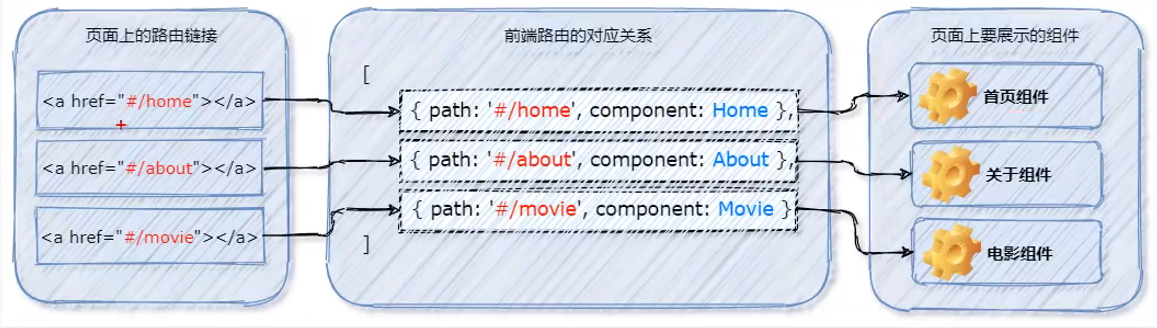 页面上的路由链接
<a href="#/home"></a>
<a href="#/about"></a>
<a href="#/movie"></a>
前端路由的对应关系
[
{ path: '#/home', component: Home },
{ path: '#/about', component: About },
{ path: '#/movie', component: Movie }
]
页面上要展示的组件
首页组件
关于组件
电影组件